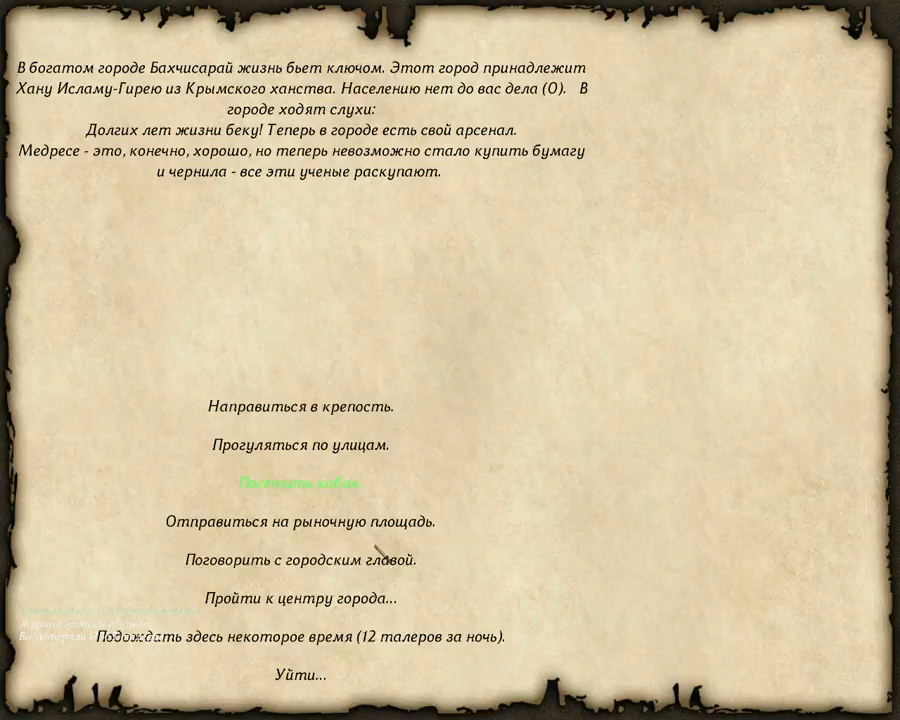 В богатом городе Бахчисарай жизнь бьет ключом. Этот город принадлежит
Хану Исламу-Гирею из Крымского ханства. Населению нет до вас дела (0). В
городе ходят слухи:
Долгих лет жизни беку! Теперь в городе есть свой арсенал.
Медресе - это, конечно, хорошо, но теперь невозможно стало купить бумагу
и чернила - все эти ученые раскупают.
Направиться в крепость.
Прогуляться по улицам.
Посетить кабак.
Отправиться на рыночную площадь.
Поговорить с городским главой.
Пройти к центру города...
Подождать здесь некоторое время (12 талеров за ночь).
Уйти...